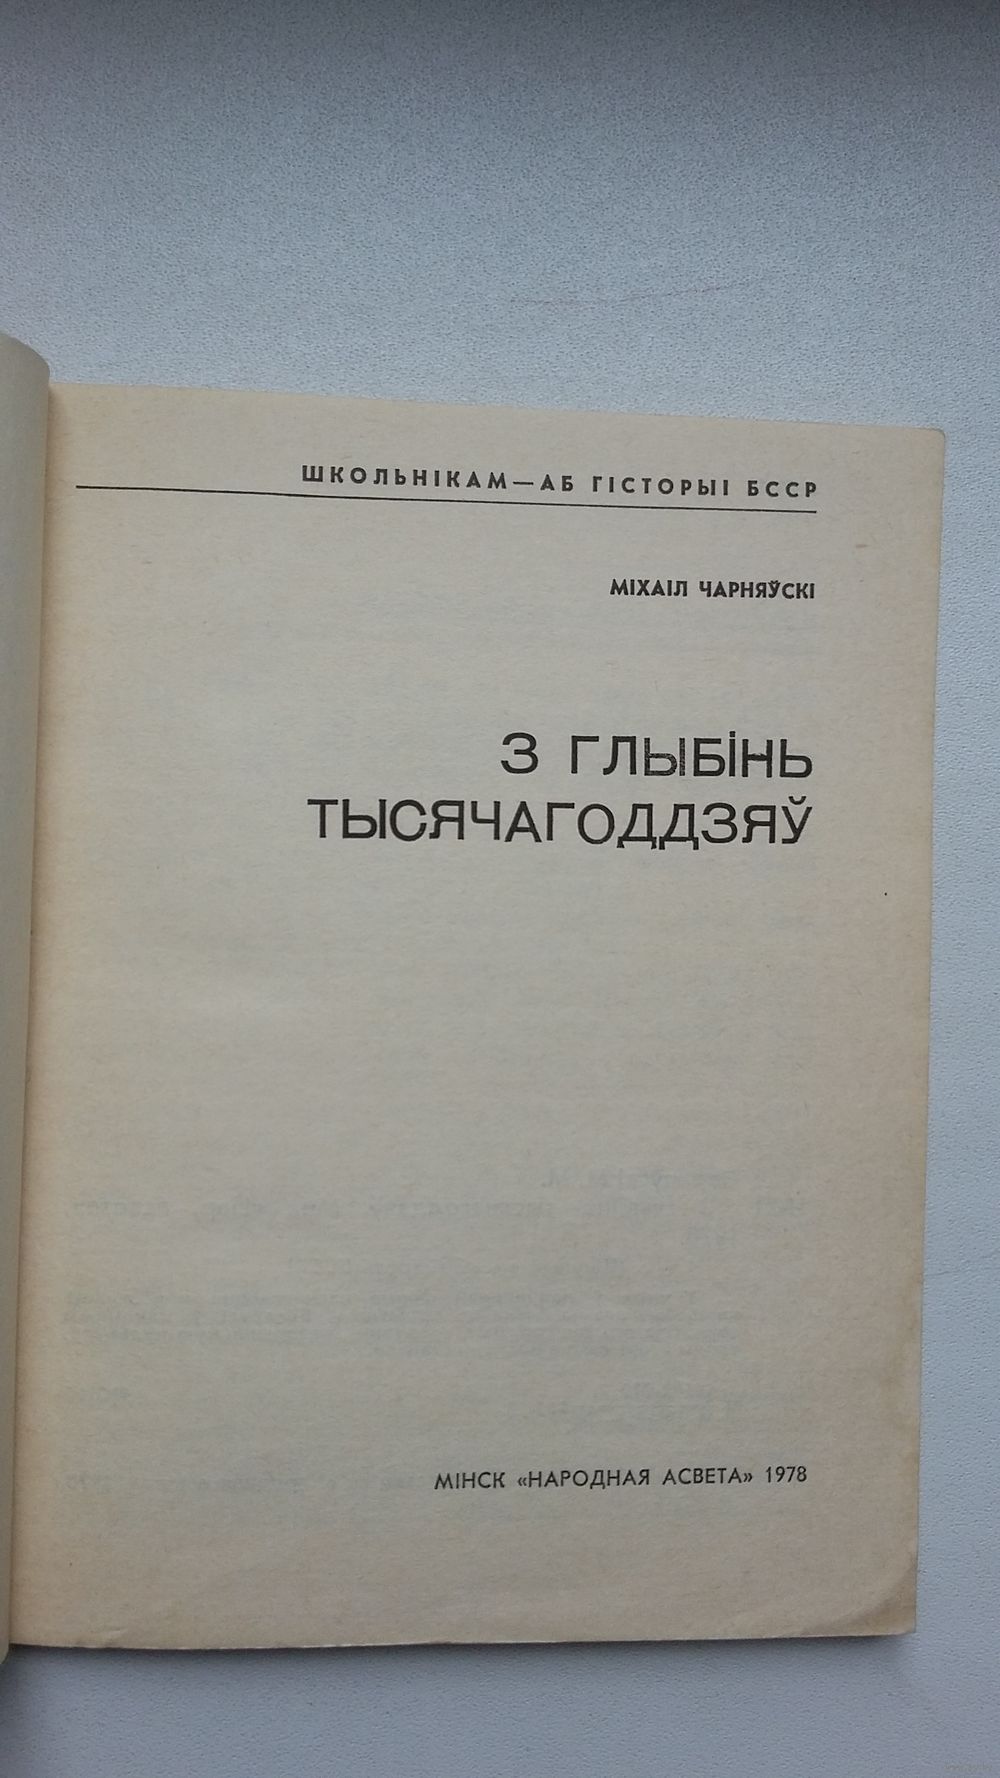 ШКОЛЬНІКАМ—АБ ГІСТОРЫІ БССР
МІХАІЛ ЧАРНЯЎСКІ
З ГЛЫБІНЬ
ТЫСЯЧАГОДДЗЯЎ
МІНСК «НАРОДНАЯ АСВЕТА» 1978